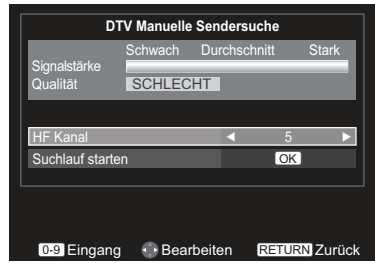 DTV Manuelle Sendersuche
Schwach Durchschnitt Stark
Signalstärke
Qualität SCHLECHT
HF Kanal 5
Suchlauf starten OK
0-9 Eingang Bearbeiten RETURN Zurück